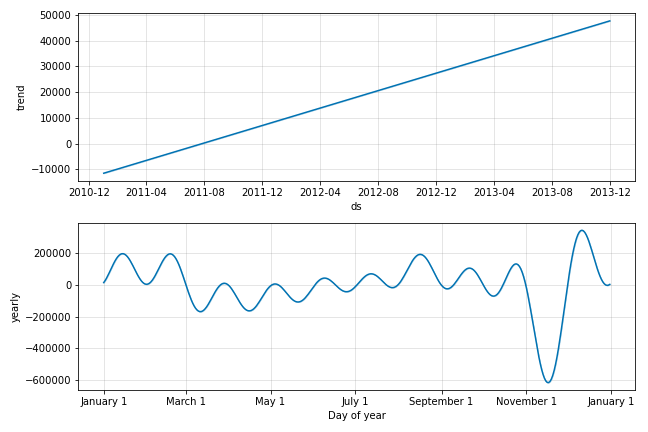 50000
40000
30000
20000
10000
0
−10000
trend
2010-12 2011-04 2011-08 2011-12 2012-04 2012-08 2012-12 2013-04 2013-08 2013-12
ds
200000
0
−200000
−400000
−600000
yearly
January 1 March 1 May 1 July 1 September 1 November 1 January 1
Day of year